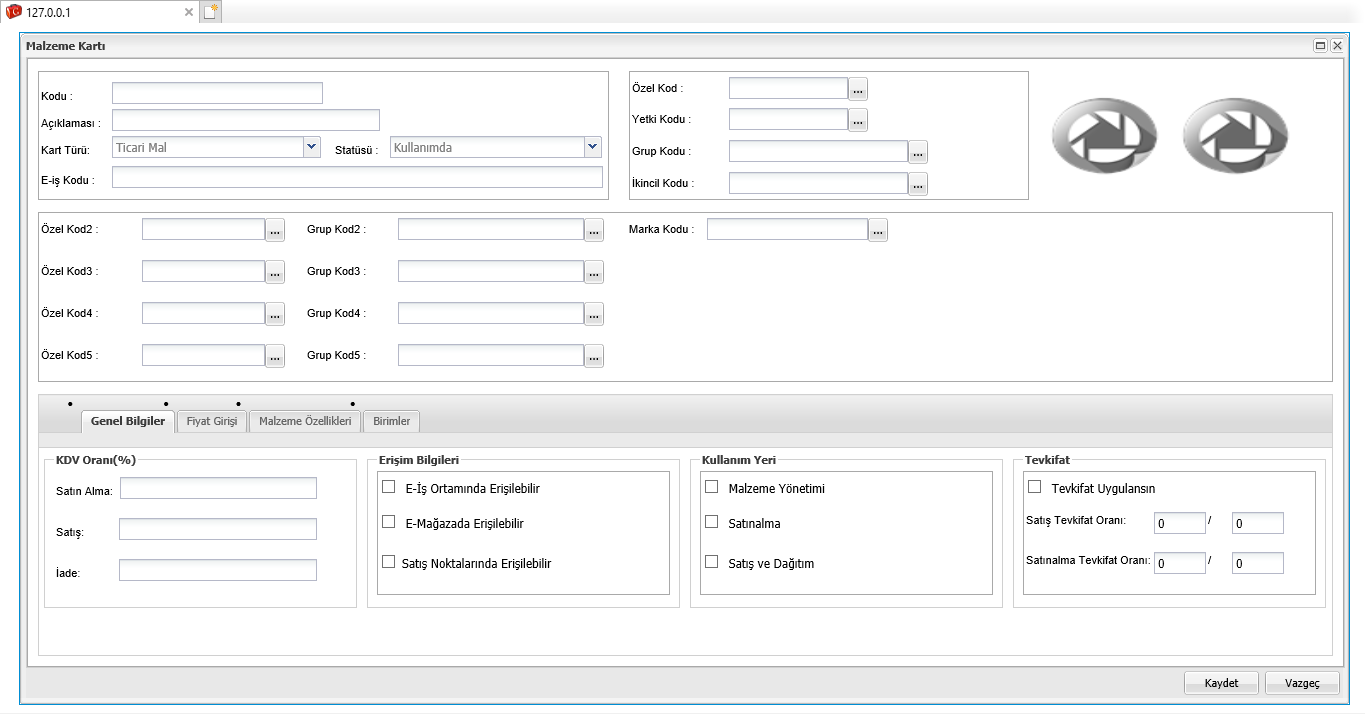 127.0.0.1
Malzeme Kartı
Kodu :
Açıklaması :
Kart Türü: Ticari Mal Statüsü : Kullanımda
E-iş Kodu :
Özel Kod : ...
Yetki Kodu : ...
Grup Kodu : ...
İkincil Kodu : ...
Özel Kod2 : ... Grup Kod2 : ... Marka Kodu : ...
Özel Kod3 : ... Grup Kod3 : ...
Özel Kod4 : ... Grup Kod4 : ...
Özel Kod5 : ... Grup Kod5 : ...
Genel Bilgiler Fiyat Girişi Malzeme Özellikleri Birimler
KDV Oranı(%)
Satın Alma:
Satış:
İade:
Erişim Bilgileri
E-İş Ortamında Erişilebilir
E-Mağazada Erişilebilir
Satış Noktalarında Erişilebilir
Kullanım Yeri
Malzeme Yönetimi
Satınalma
Satış ve Dağıtım
Tevkifat
Tevkifat Uygulansın
Satış Tevkifat Oranı: 0 / 0
Satınalma Tevkifat Oranı: 0 / 0
Kaydet Vazgeç